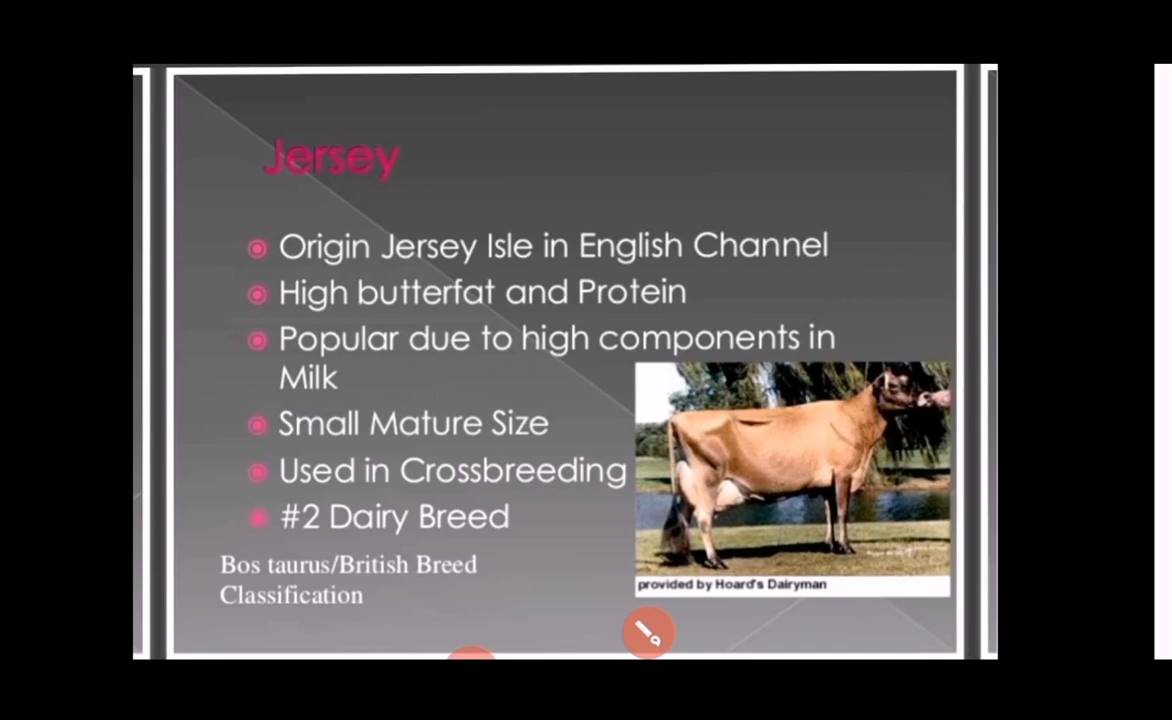 Jersey
Origin Jersey Isle in English Channel
High butterfat and Protein
Popular due to high components in
Milk
Small Mature Size
Used in Crossbreeding
#2 Dairy Breed
Bos taurus/British Breed
Classification
provided by Hoard's Dairyman